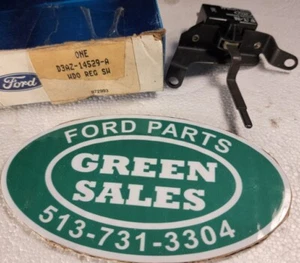 ONE
D3AZ-14529-A
WDO REG SW
Ford
FORD PARTS
GREEN
SALES
513-731-3304